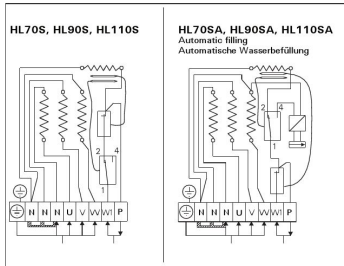 HL70S, HL90S, HL110S
2 4
1
N N N U V W W1 P
HL70SA, HL90SA, HL110SA
Automatic filling
Automatische Wasserbefüllung
2 4
1
N N N U V W W1 P